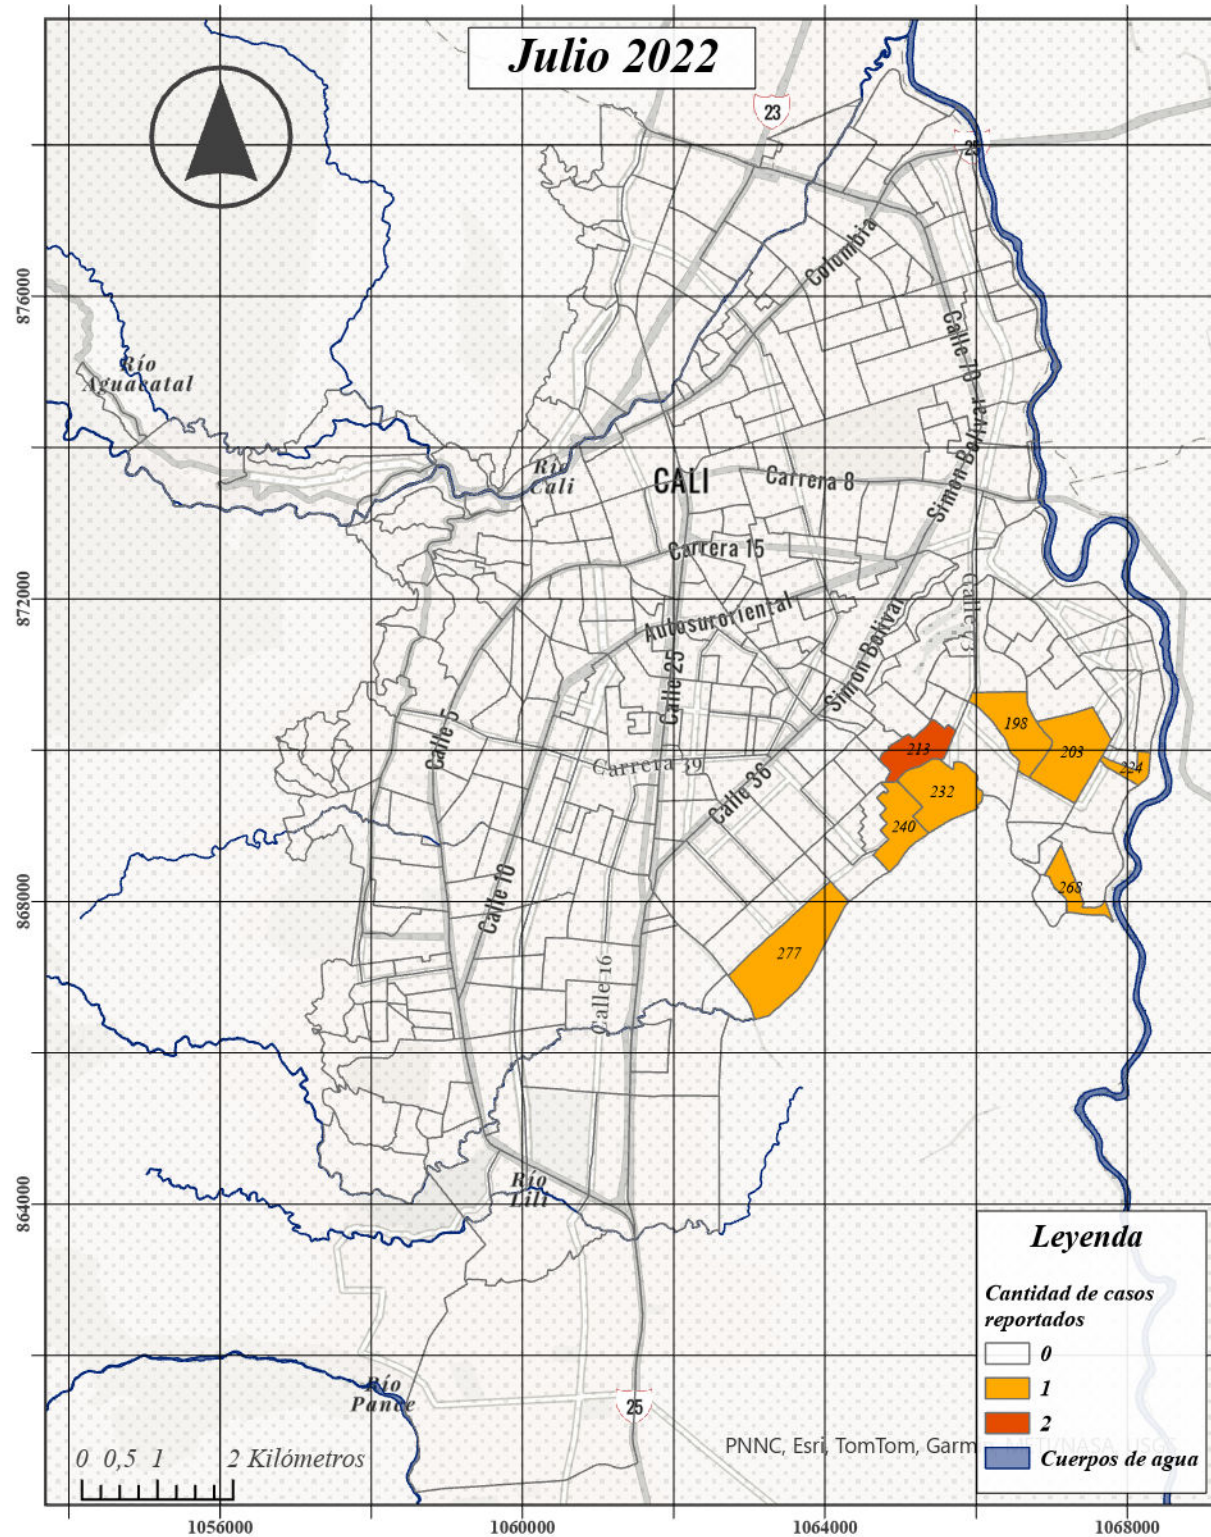 Julio 2022
23
25
Columbia
876000
Calle 70
Río
Aguacatal
Simon Bolivar
Río
Cali
CALI
Carrera 8
Carrera 15
872000
Autosuroriental
Simon Bolivar
Calle 25
Calle 5
198
213
203
Carrera 39
224
Calle 36
232
240
868000
Calle 10
268
277
Calle 16
Río
Lili
864000
Leyenda
Cantidad de casos
reportados
0
1
2
Cuerpos de agua
Río
Pance
25
PNNC, Esri, TomTom, Garm
0 0,5 1 2 Kilómetros
1056000
1060000
1064000
1068000